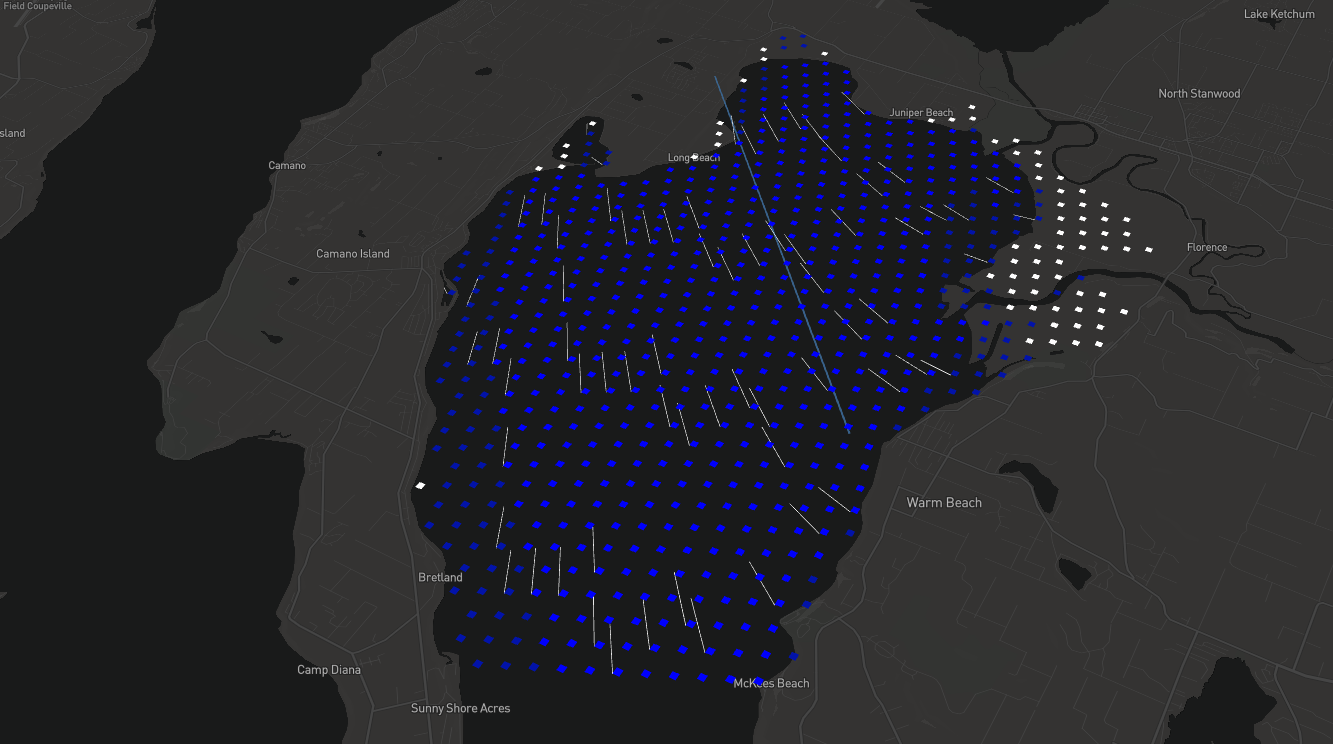 Field Coupeville
Lake Ketchum
North Stanwood
Juniper Beach
sland
Long Beach
Camano
Florence
Camano Island
Warm Beach
Bretland
Camp Diana
McKees Beach
Sunny Shore Acres